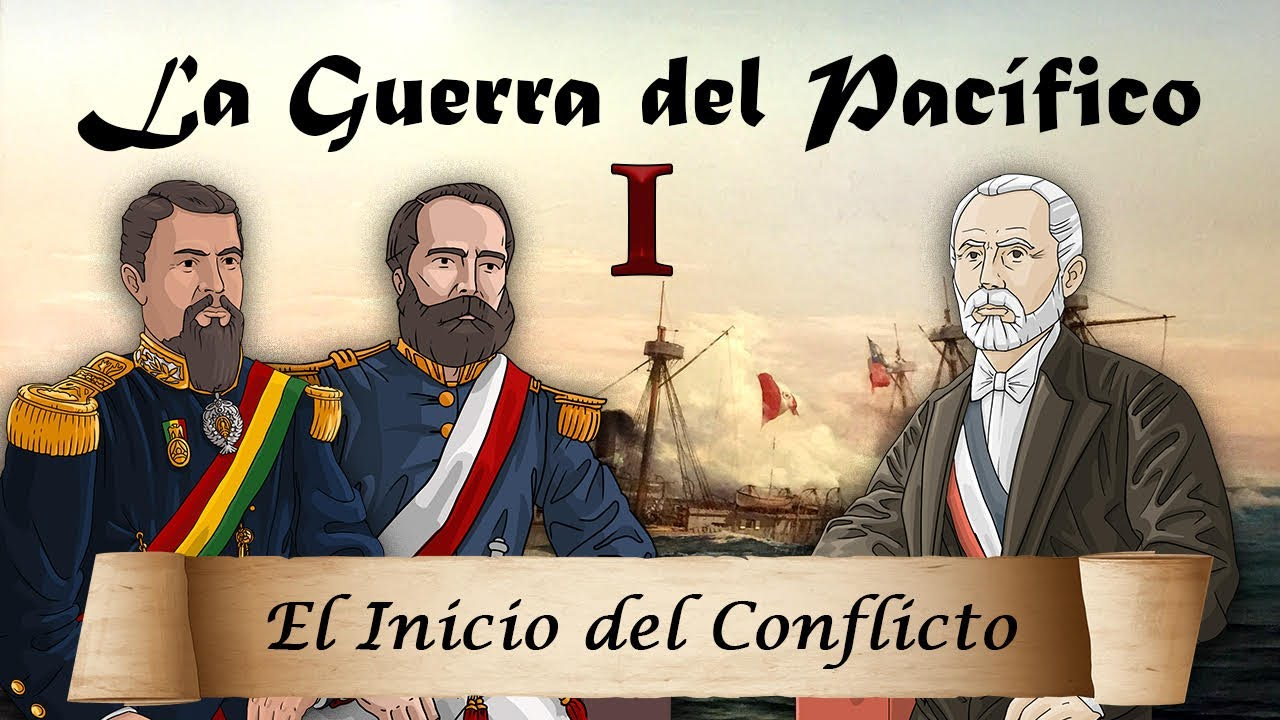 La Guerra del Pacífico
I
El Inicio del Conflicto